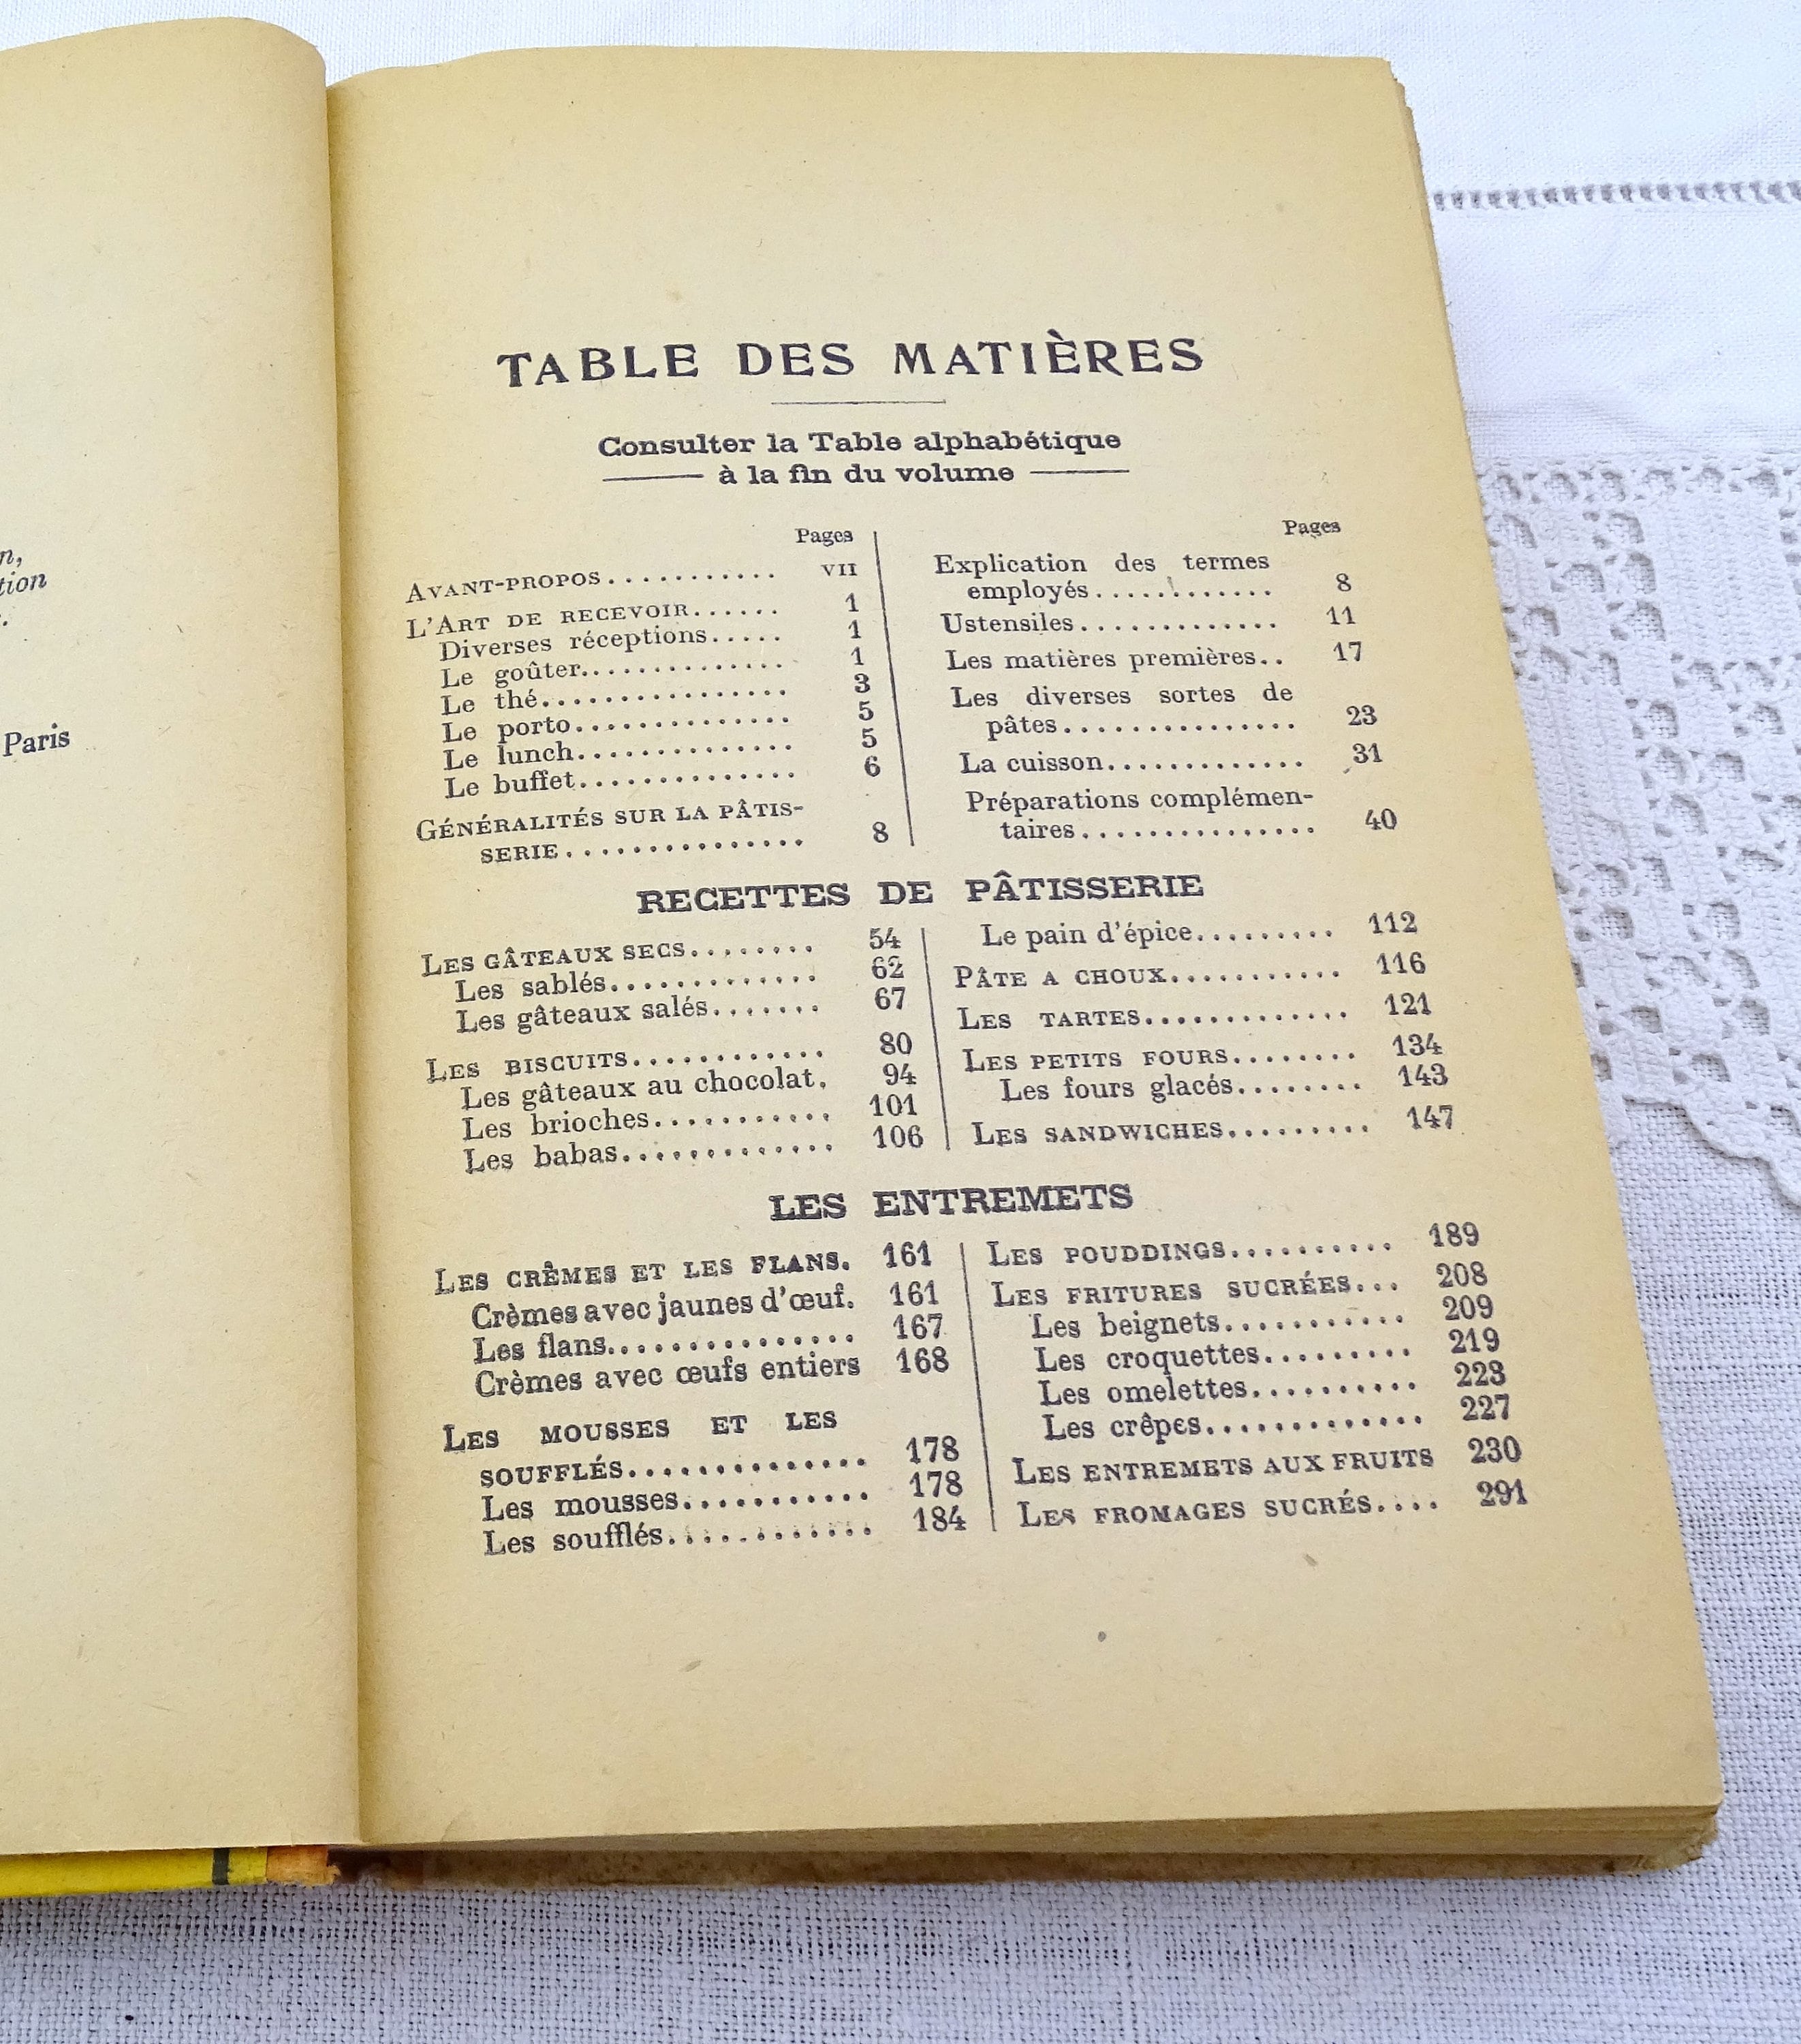 n,
tion
Paris
TABLE DES MATIÈRES
Consulter la Table alphabétique
à la fin du volume
Pages
AVANT-PROPOS........... VII
L'ART DE RECEVOIR...... 1
Diverses réceptions..... 1
Le goûter............... 1
Le thé................. 3
Le porto............... 5
Le lunch............... 5
Le buffet.............. 6
GÉNÉRALITÉS SUR LA PÂTIS-
SERIE............... 8
Pages
Explication des termes
employés............ 8
Ustensiles............. 11
Les matières premières.. 17
Les diverses sortes de
pâtes............... 23
La cuisson............. 31
Préparations complémen-
taires............... 40
RECETTES DE PÂTISSERIE
LES GÂTEAUX SECS........ 54
Les sablés............. 62
Les gâteaux salés....... 67
LES BISCUITS............ 80
Les gâteaux au chocolat. 94
Les brioches........... 101
Les babas............. 106
Le pain d'épice......... 112
PÂTE A CHOUX........... 116
LES TARTES............. 121
LES PETITS FOURS........ 134
Les fours glacés........ 143
LES SANDWICHES......... 147
LES ENTREMETS
LES CRÊMES ET LES FLANS. 161
Crèmes avec jaunes d'œuf. 161
Les flans............... 167
Crèmes avec œufs entiers 168
LES MOUSSES ET LES
SOUFFLÉS.............. 178
Les mousses........... 178
Les soufflés............ 184
LES POUDDINGS.......... 189
LES FRITURES SUCRÉES... 208
Les beignets........... 209
Les croquettes......... 219
Les omelettes.......... 223
Les crêpes............. 227
LES ENTREMETS AUX FRUITS 230
LES FROMAGES SUCRÉS.... 291